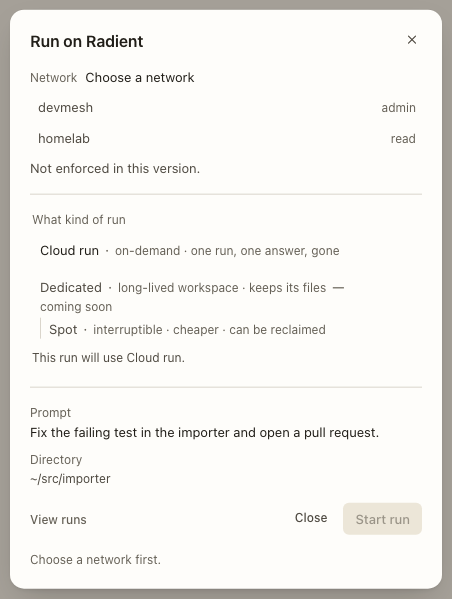 Run on Radient ×
Network Choose a network
devmesh admin
homelab read
Not enforced in this version.
What kind of run
Cloud run · on-demand · one run, one answer, gone
Dedicated · long-lived workspace · keeps its files —
coming soon
Spot · interruptible · cheaper · can be reclaimed
This run will use Cloud run.
Prompt
Fix the failing test in the importer and open a pull request.
Directory
~/src/importer
View runs Close Start run
Choose a network first.